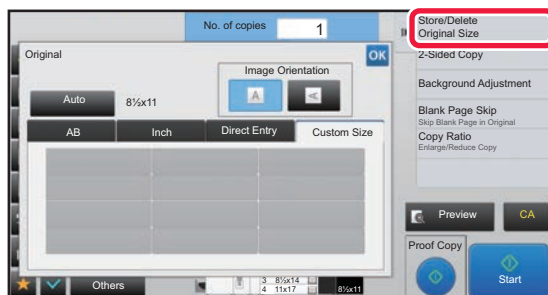 No. of copies 1
Store/Delete
Original Size
Original
OK
2-Sided Copy
Image Orientation
Background Adjustment
Auto 8½x11
A A
Blank Page Skip
Skip Blank Page in Original
AB Inch Direct Entry Custom Size
Copy Ratio
Enlarge/Reduce Copy
Preview CA
Proof Copy
Start
Others
3 8½x14
4 11x17
8½x11